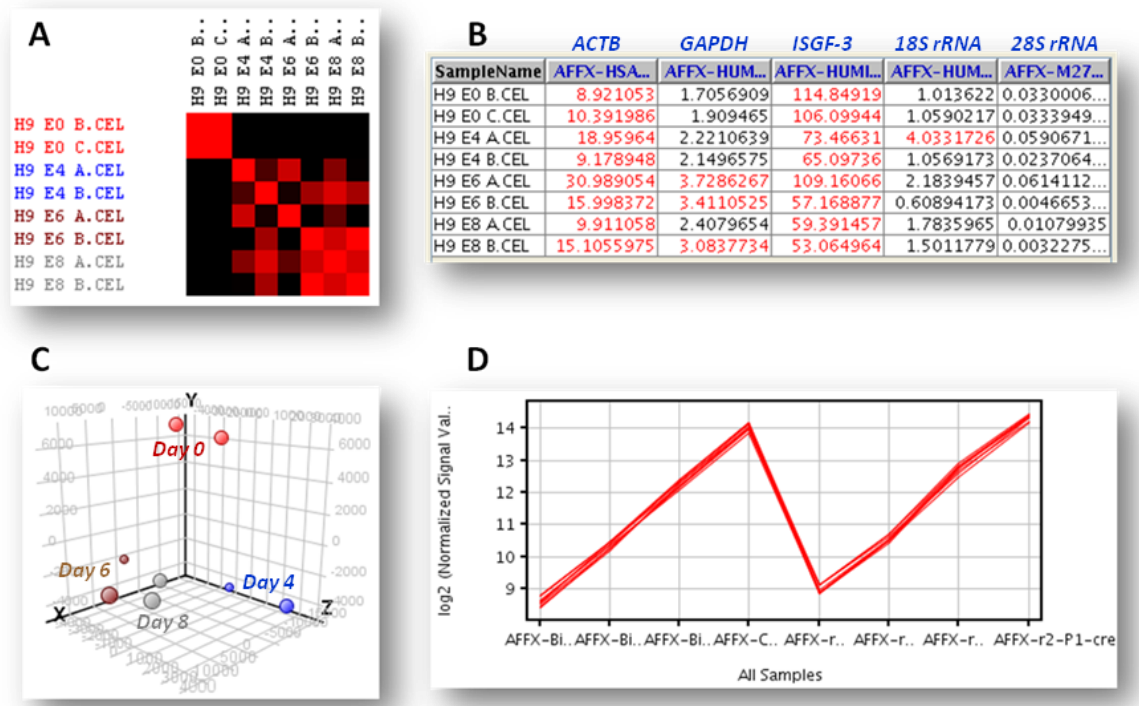 A
H9 E0 B..
H9 E0 C..
H9 E4 A..
H9 E4 B..
H9 E6 A..
H9 E6 B..
H9 E8 A..
H9 E8 B..
H9 E0 B.CEL
H9 E0 C.CEL
H9 E4 A.CEL
H9 E4 B.CEL
H9 E6 A.CEL
H9 E6 B.CEL
H9 E8 A.CEL
H9 E8 B.CEL
B
ACTB GAPDH ISGF-3 18S rRNA 28S rRNA
SampleName AFFX-HSA... AFFX-HUM... AFFX-HUMI... AFFX-HUM... AFFX-M27...
H9 E0 B.CEL 8.921053 1.7056909 114.84919 1.013622 0.0330006...
H9 E0 C.CEL 10.391986 1.909465 106.09944 1.0590217 0.0333949...
H9 E4 A.CEL 18.95964 2.2210639 73.46631 4.0331726 0.0590671...
H9 E4 B.CEL 9.178948 2.1496575 65.09736 1.0569173 0.0237064...
H9 E6 A.CEL 30.989054 3.7286267 109.16066 2.1839457 0.0614112...
H9 E6 B.CEL 15.998372 3.4110525 57.168877 0.60894173 0.0046653...
H9 E8 A.CEL 9.911058 2.4079654 59.391457 1.7835965 0.01079935
H9 E8 B.CEL 15.1055975 3.0837734 53.064964 1.5011779 0.0032275...
C
Y
Day 0
6000
4000
2000
0
-2000
-4000
Day 6
Day 4
Day 8
X
Z
D
log2 (Normalized Signal Val..
14
13
12
11
10
9
AFFX-Bi.. AFFX-Bi.. AFFX-Bi.. AFFX-C.. AFFX-r.. AFFX-r.. AFFX-r.. AFFX-r2-P1-cre
All Samples